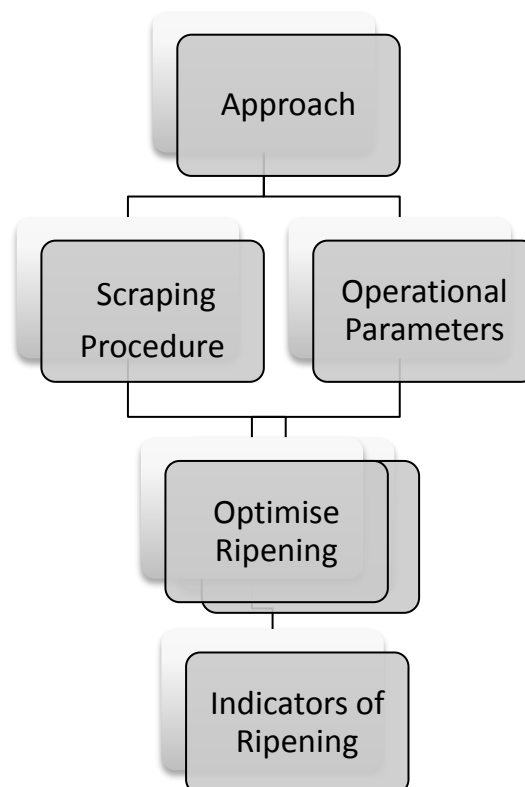 Approach
Scraping
Procedure
Operational
Parameters
Optimise
Ripening
Indicators of
Ripening